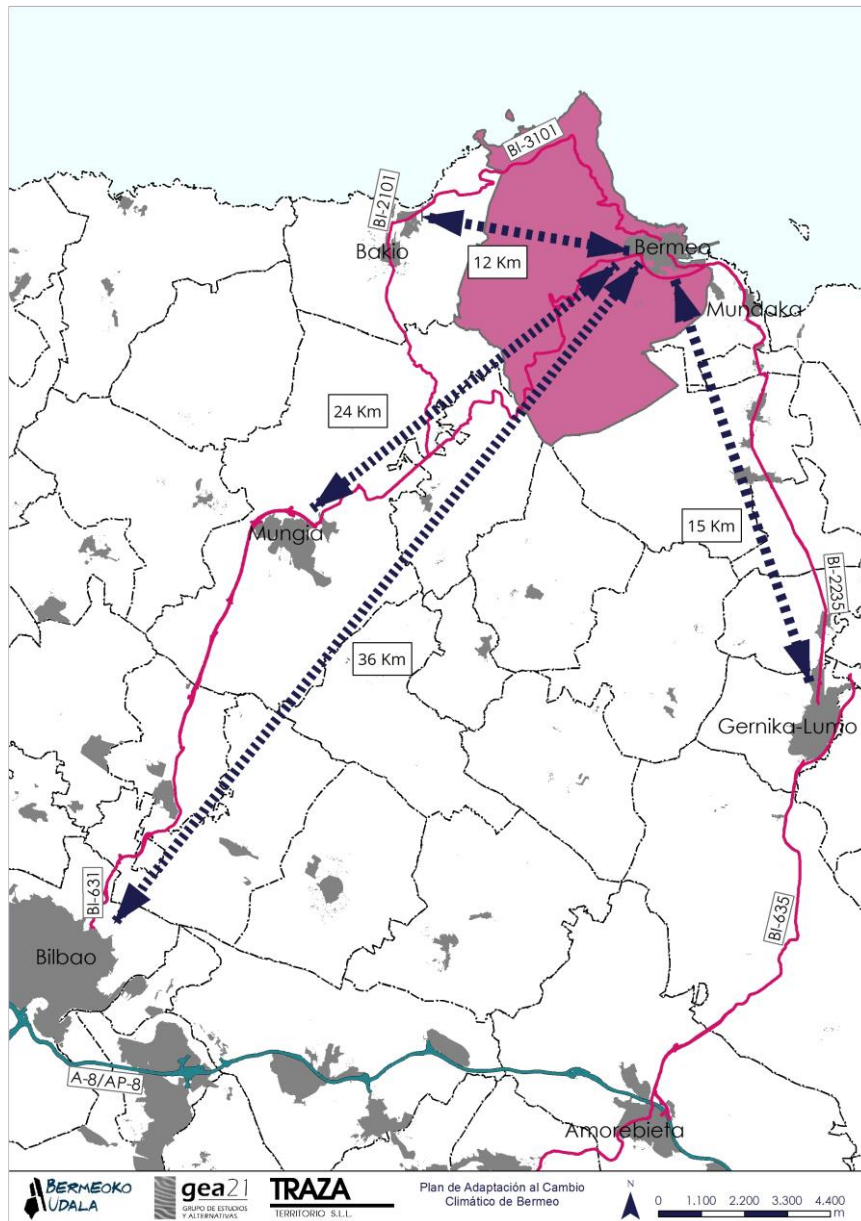 BI-3101
BI-2101
Bakio
12 Km
Bermeo
Mundaka
24 Km
Mungia
15 Km
BI-2235
36 Km
Gernika-Lumo
BI-631
BI-635
Bilbao
A-8/AP-8
Amorebieta
BERMEOKO
UDALA
gea21
GRUPO DE ESTUDIOS
Y ALTERNATIVAS
TRAZA
TERRITORIO S.L.L.
Plan de Adaptación al Cambio
Climático de Bermeo
N
0 1.100 2.200 3.300 4.400
m